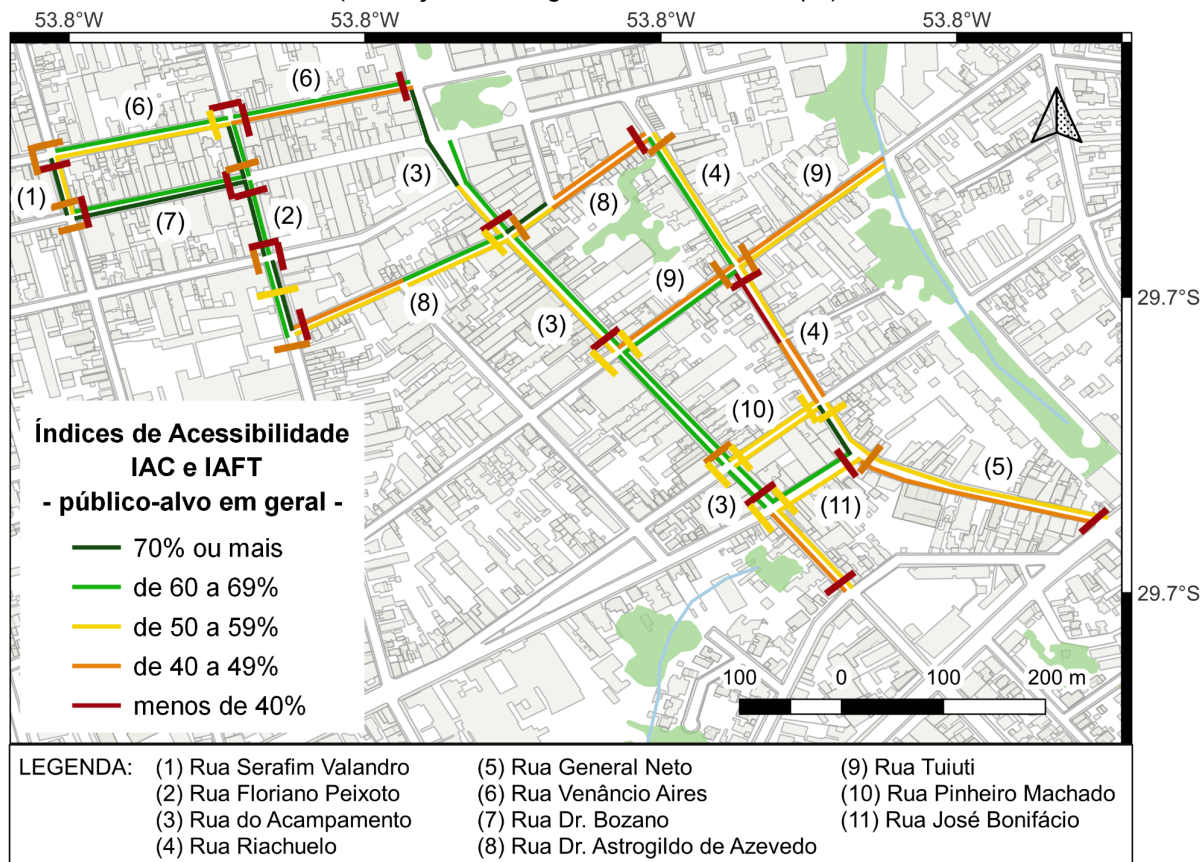 53.8°W 53.8°W 53.8°W 53.8°W
(6)
(6)
(3)
(4)
(9)
(1)
(8)
(7)
(2)
(9)
(8)
(3)
(4)
29.7°S
(10)
(5)
(3)
(11)
29.7°S
Índices de Acessibilidade
IAC e IAFT
- público-alvo em geral -
70% ou mais
de 60 a 69%
de 50 a 59%
de 40 a 49%
menos de 40%
100 0 100 200 m
LEGENDA: (1) Rua Serafim Valandro (5) Rua General Neto (9) Rua Tuiuti
(2) Rua Floriano Peixoto (6) Rua Venâncio Aires (10) Rua Pinheiro Machado
(3) Rua do Acampamento (7) Rua Dr. Bozano (11) Rua José Bonifácio
(4) Rua Riachuelo (8) Rua Dr. Astrogildo de Azevedo